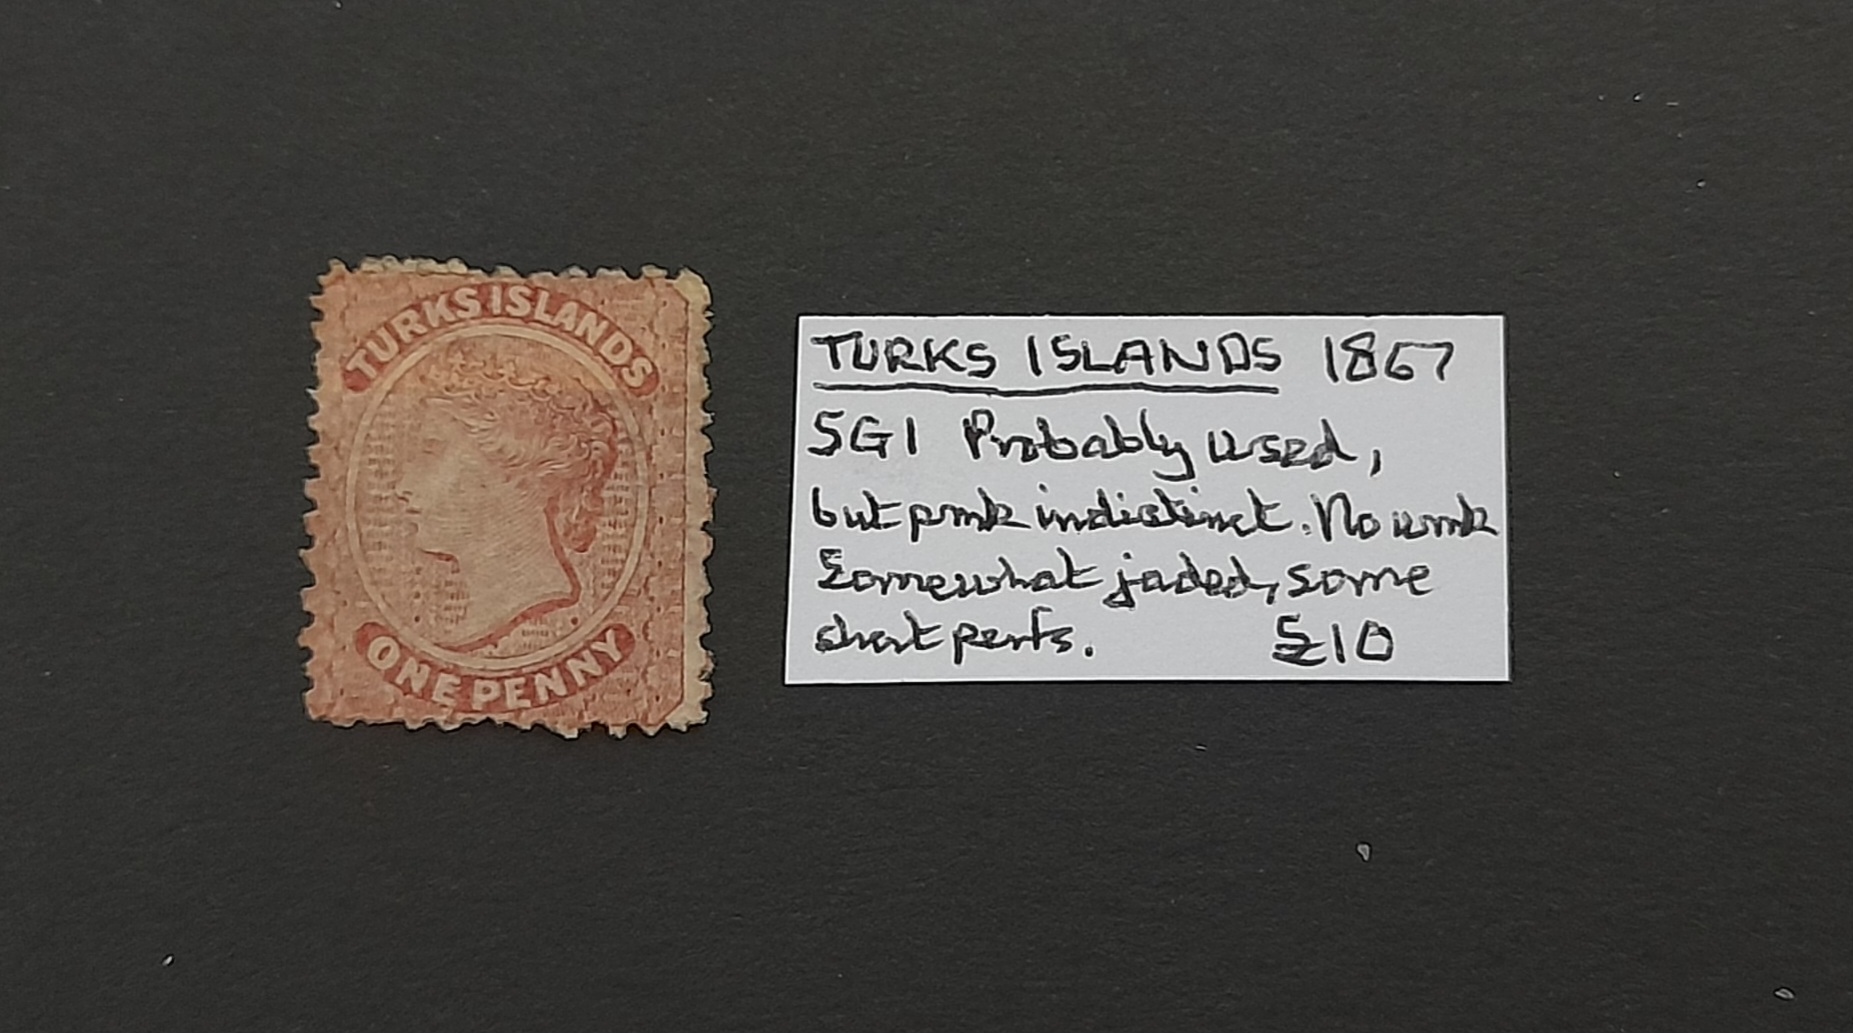 TURKS ISLANDS
ONE PENNY
TURKS ISLANDS 1867
SG1 Probably used,
but pmk indistinct. No wmk
Somewhat jaded, some
short perfs. £10